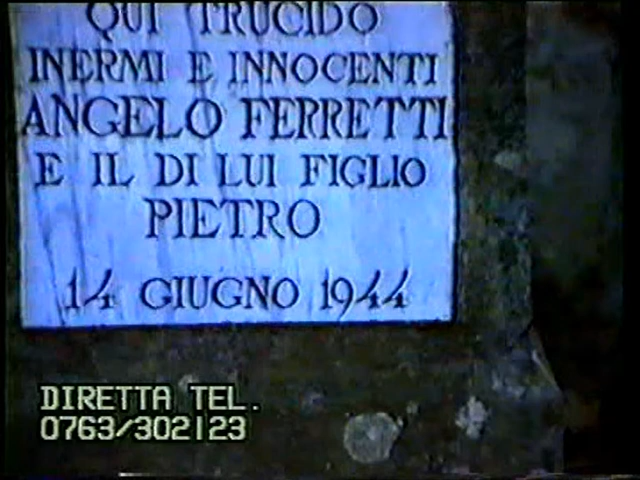 QUI TRUCIDO
INERMI E INNOCENTI
ANGELO FERRETTI
E IL DI LUI FIGLIO
PIETRO
14 GIUGNO 1944
DIRETTA TEL.
0763/302123